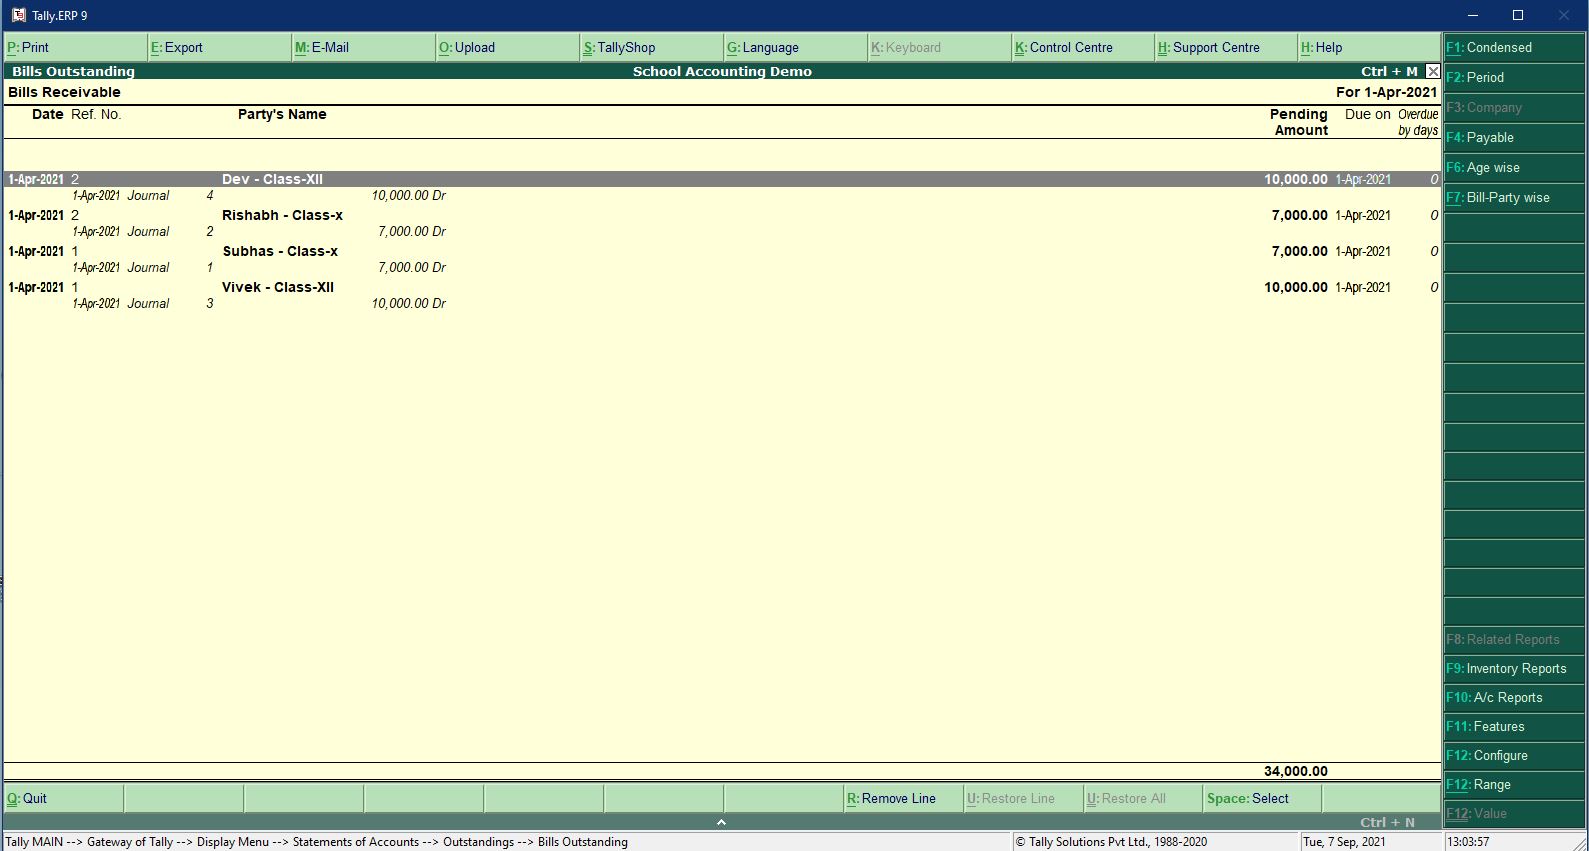 Tally.ERP 9
P: Print E: Export M: E-Mail O: Upload S: TallyShop G: Language K: Keyboard K: Control Centre H: Support Centre H: Help
Bills Outstanding School Accounting Demo Ctrl + M
Bills Receivable For 1-Apr-2021
Date Ref. No. Party's Name Pending Due on Overdue
Amount by days
1-Apr-2021 2 Dev - Class-XII 10,000.00 1-Apr-2021 0
1-Apr-2021 Journal 4 10,000.00 Dr
1-Apr-2021 2 Rishabh - Class-x 7,000.00 1-Apr-2021 0
1-Apr-2021 Journal 2 7,000.00 Dr
1-Apr-2021 1 Subhas - Class-x 7,000.00 1-Apr-2021 0
1-Apr-2021 Journal 1 7,000.00 Dr
1-Apr-2021 1 Vivek - Class-XII 10,000.00 1-Apr-2021 0
1-Apr-2021 Journal 3 10,000.00 Dr
34,000.00
F1: Condensed
F2: Period
F3: Company
F4: Payable
F6: Age wise
F7: Bill-Party wise
F8: Related Reports
F9: Inventory Reports
F10: A/c Reports
F11: Features
F12: Configure
F12: Range
F12: Value
Q: Quit R: Remove Line U: Restore Line U: Restore All Space: Select
Ctrl + N
Tally MAIN --> Gateway of Tally --> Display Menu --> Statements of Accounts --> Outstandings --> Bills Outstanding © Tally Solutions Pvt Ltd., 1988-2020 Tue, 7 Sep, 2021 13:03:57